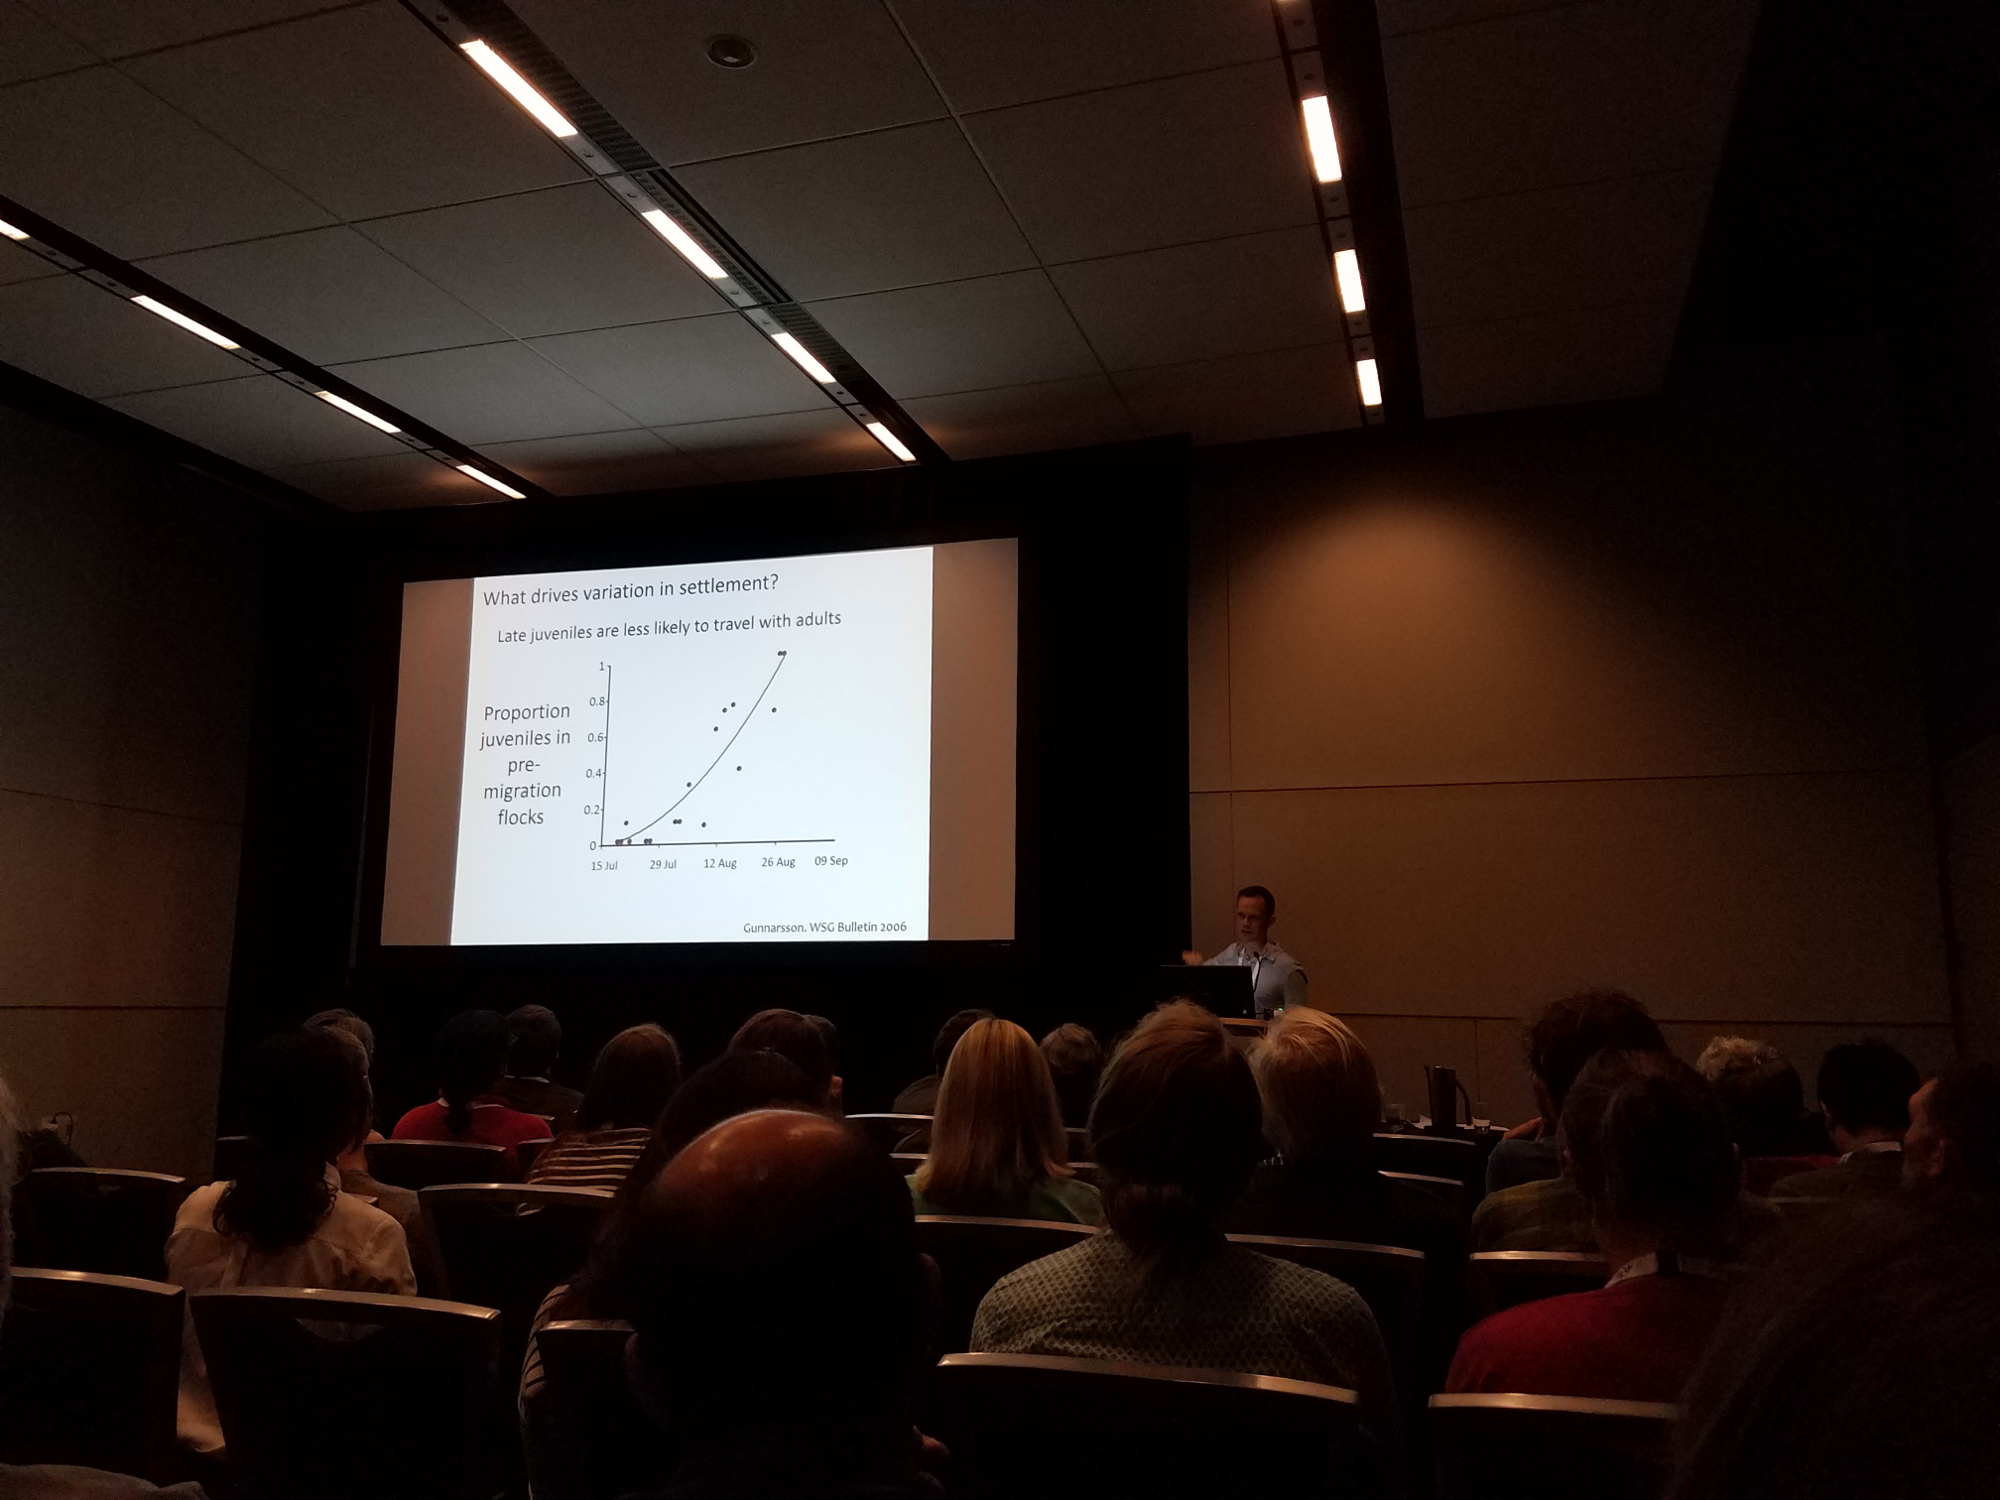 What drives variation in settlement?
Late juveniles are less likely to travel with adults
Proportion
juveniles in
pre-
migration
flocks
1
0.8
0.6
0.4
0.2
0
15 Jul 29 Jul 12 Aug 26 Aug 09 Sep
Gunnarsson. WSG Bulletin 2006